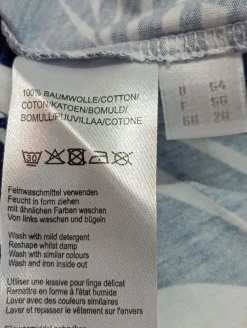 100% BAUMWOLLE/COTTON/
COTON/KATOEN/BOMULD/
BOMULL/PUUVILLAA/COTONE
D 54
F 56
GB 28
30
Feinwaschmittel verwenden
Feucht in form ziehen
mit ähnlichen Farben waschen
Von links waschen und bügeln
Wash with mild detergent
Reshape whilst damp
Wash with similar colours
Wash and iron inside out
Utiliser une lessive pour linge délicat
Remettre en forme à l'état humide
Laver avec des couleurs similaires
Laver et repasser le vêtement sur l'envers